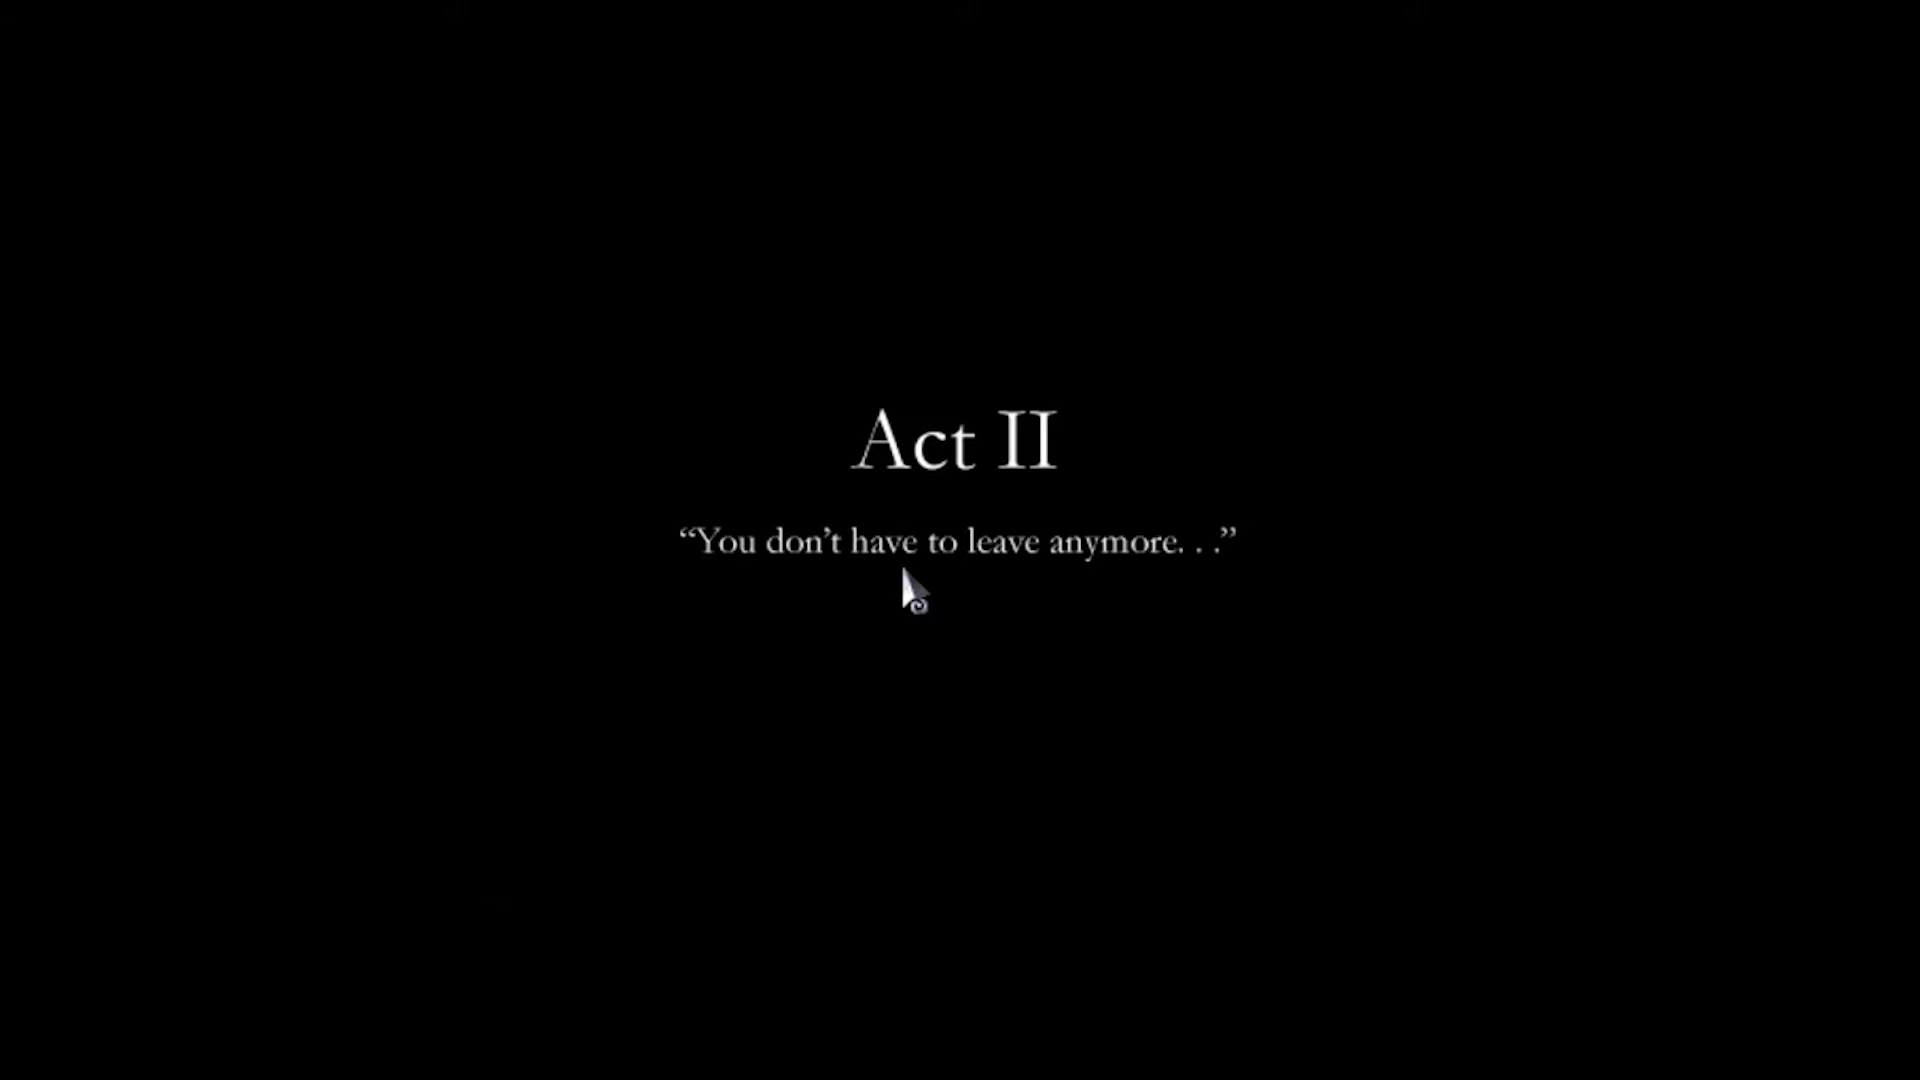 Act II
“You don’t have to leave anymore. . .”